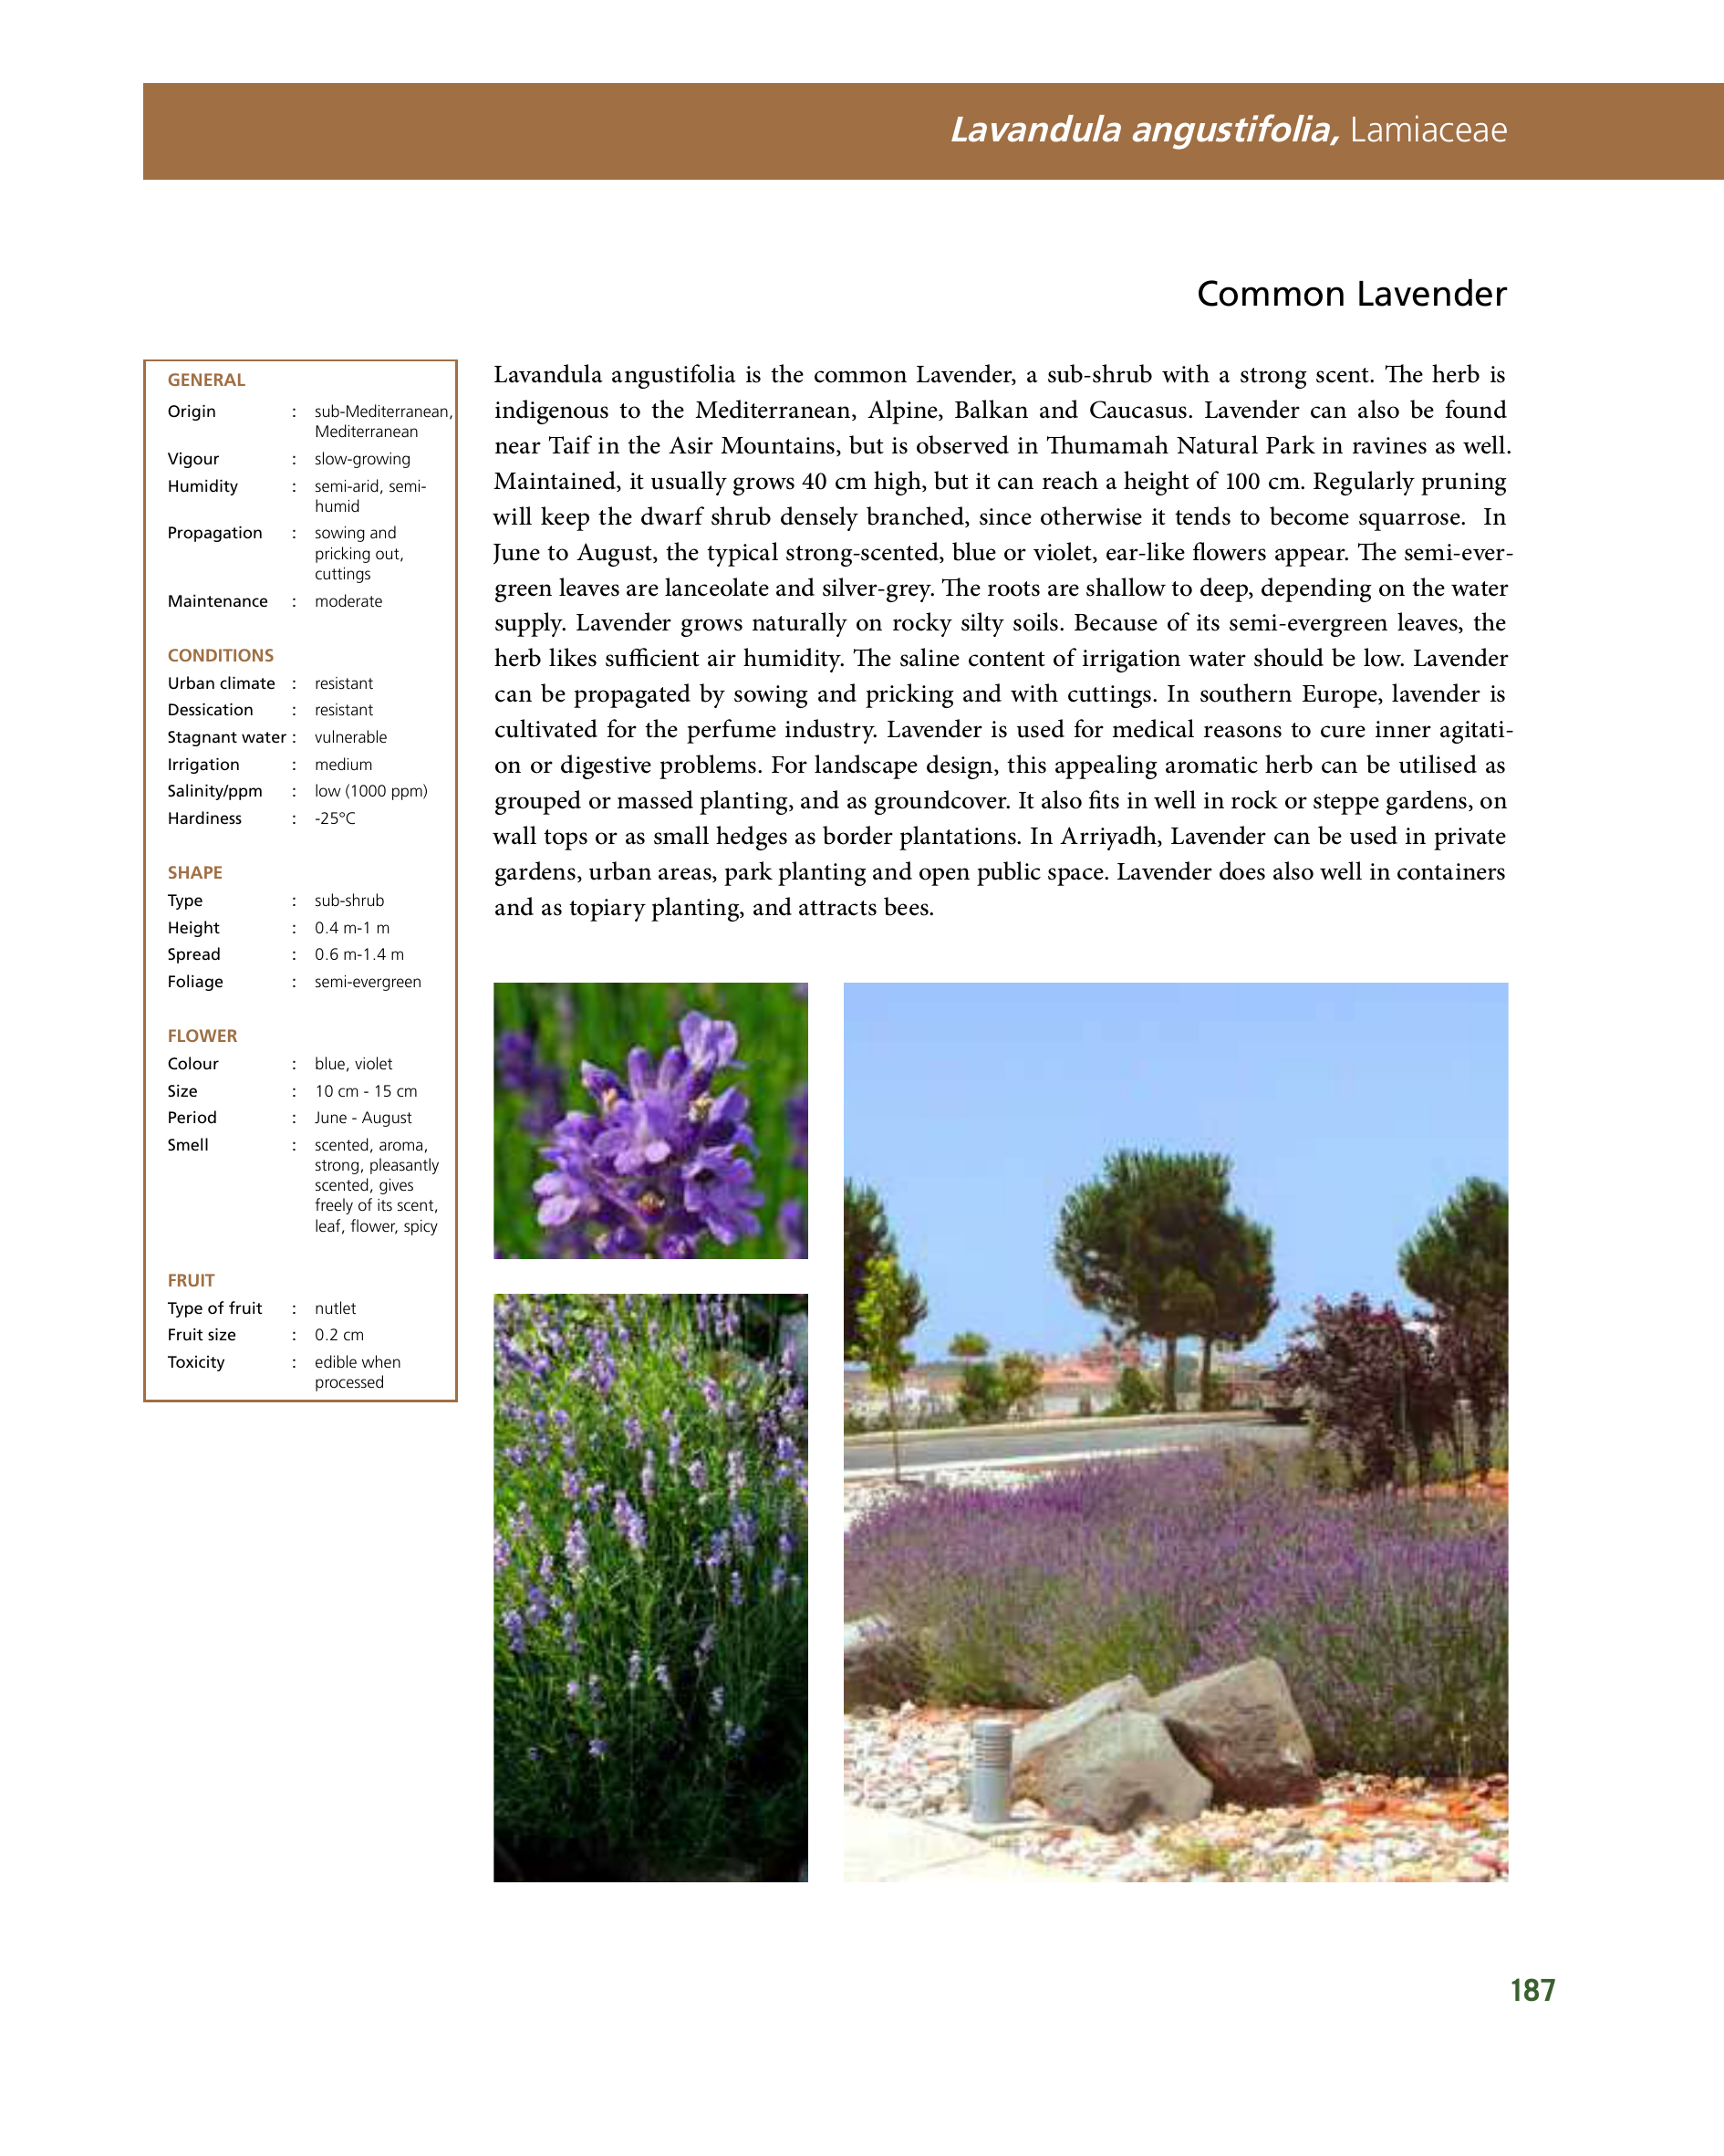 Lavandula angustifolia, Lamiaceae
Common Lavender
GENERAL
Origin : sub-Mediterranean,
Mediterranean
Vigour : slow-growing
Humidity : semi-arid, semi-
humid
Propagation : sowing and
pricking out,
cuttings
Maintenance : moderate
CONDITIONS
Urban climate : resistant
Dessication : resistant
Stagnant water : vulnerable
Irrigation : medium
Salinity/ppm : low (1000 ppm)
Hardiness : -25°C
SHAPE
Type : sub-shrub
Height : 0.4 m-1 m
Spread : 0.6 m-1.4 m
Foliage : semi-evergreen
FLOWER
Colour : blue, violet
Size : 10 cm - 15 cm
Period : June - August
Smell : scented, aroma,
strong, pleasantly
scented, gives
freely of its scent,
leaf, flower, spicy
FRUIT
Type of fruit : nutlet
Fruit size : 0.2 cm
Toxicity : edible when
processed
Lavandula angustifolia is the common Lavender, a sub-shrub with a strong scent. The herb is
indigenous to the Mediterranean, Alpine, Balkan and Caucasus. Lavender can also be found
near Taif in the Asir Mountains, but is observed in Thumamah Natural Park in ravines as well.
Maintained, it usually grows 40 cm high, but it can reach a height of 100 cm. Regularly pruning
will keep the dwarf shrub densely branched, since otherwise it tends to become squarrose. In
June to August, the typical strong-scented, blue or violet, ear-like flowers appear. The semi-ever-
green leaves are lanceolate and silver-grey. The roots are shallow to deep, depending on the water
supply. Lavender grows naturally on rocky silty soils. Because of its semi-evergreen leaves, the
herb likes sufficient air humidity. The saline content of irrigation water should be low. Lavender
can be propagated by sowing and pricking and with cuttings. In southern Europe, lavender is
cultivated for the perfume industry. Lavender is used for medical reasons to cure inner agitati-
on or digestive problems. For landscape design, this appealing aromatic herb can be utilised as
grouped or massed planting, and as groundcover. It also fits in well in rock or steppe gardens, on
wall tops or as small hedges as border plantations. In Arriyadh, Lavender can be used in private
gardens, urban areas, park planting and open public space. Lavender does also well in containers
and as topiary planting, and attracts bees.
187